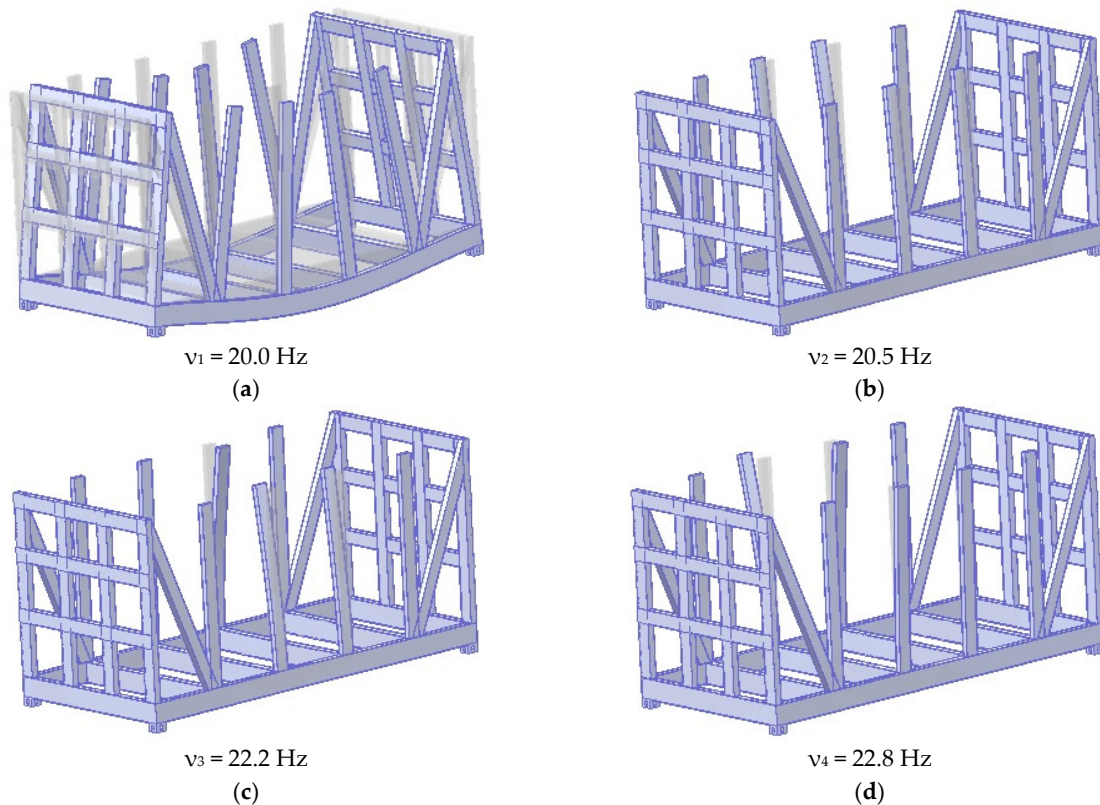 ν₁ = 20.0 Hz
(a)
ν₂ = 20.5 Hz
(b)
ν₃ = 22.2 Hz
(c)
ν₄ = 22.8 Hz
(d)